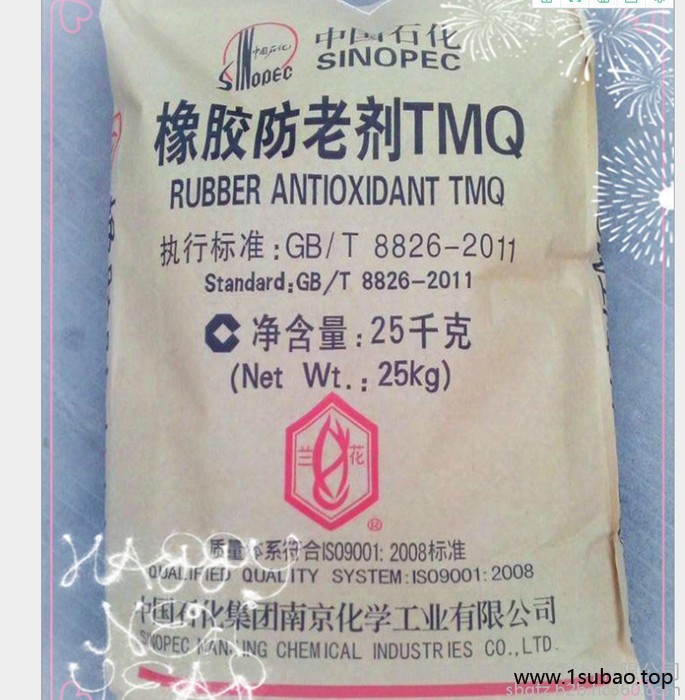 中国石化
SINOPEC
中国石化
SINOPEC
橡胶防老剂TMQ
RUBBER ANTIOXIDANT TMQ
执行标准:GB/T 8826-2011
Standard:GB/T 8826-2011
净含量:25千克
(Net Wt.: 25kg)
兰花
®
质量体系符合ISO9001: 2008标准
QUALIFIED QUALITY SYSTEM:ISO9001:2008
中国石化集团南京化学工业有限公司
SINOPEC NANJING CHEMICAL INDUSTRIES CO.,LTD.
HAPPY
NEW
YEAR
www.1subao.top